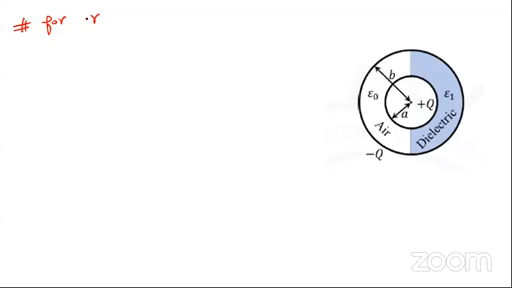 # for r
b
ε₀
ε₁
+Q
a
Air
Dielectric
−Q
zoom